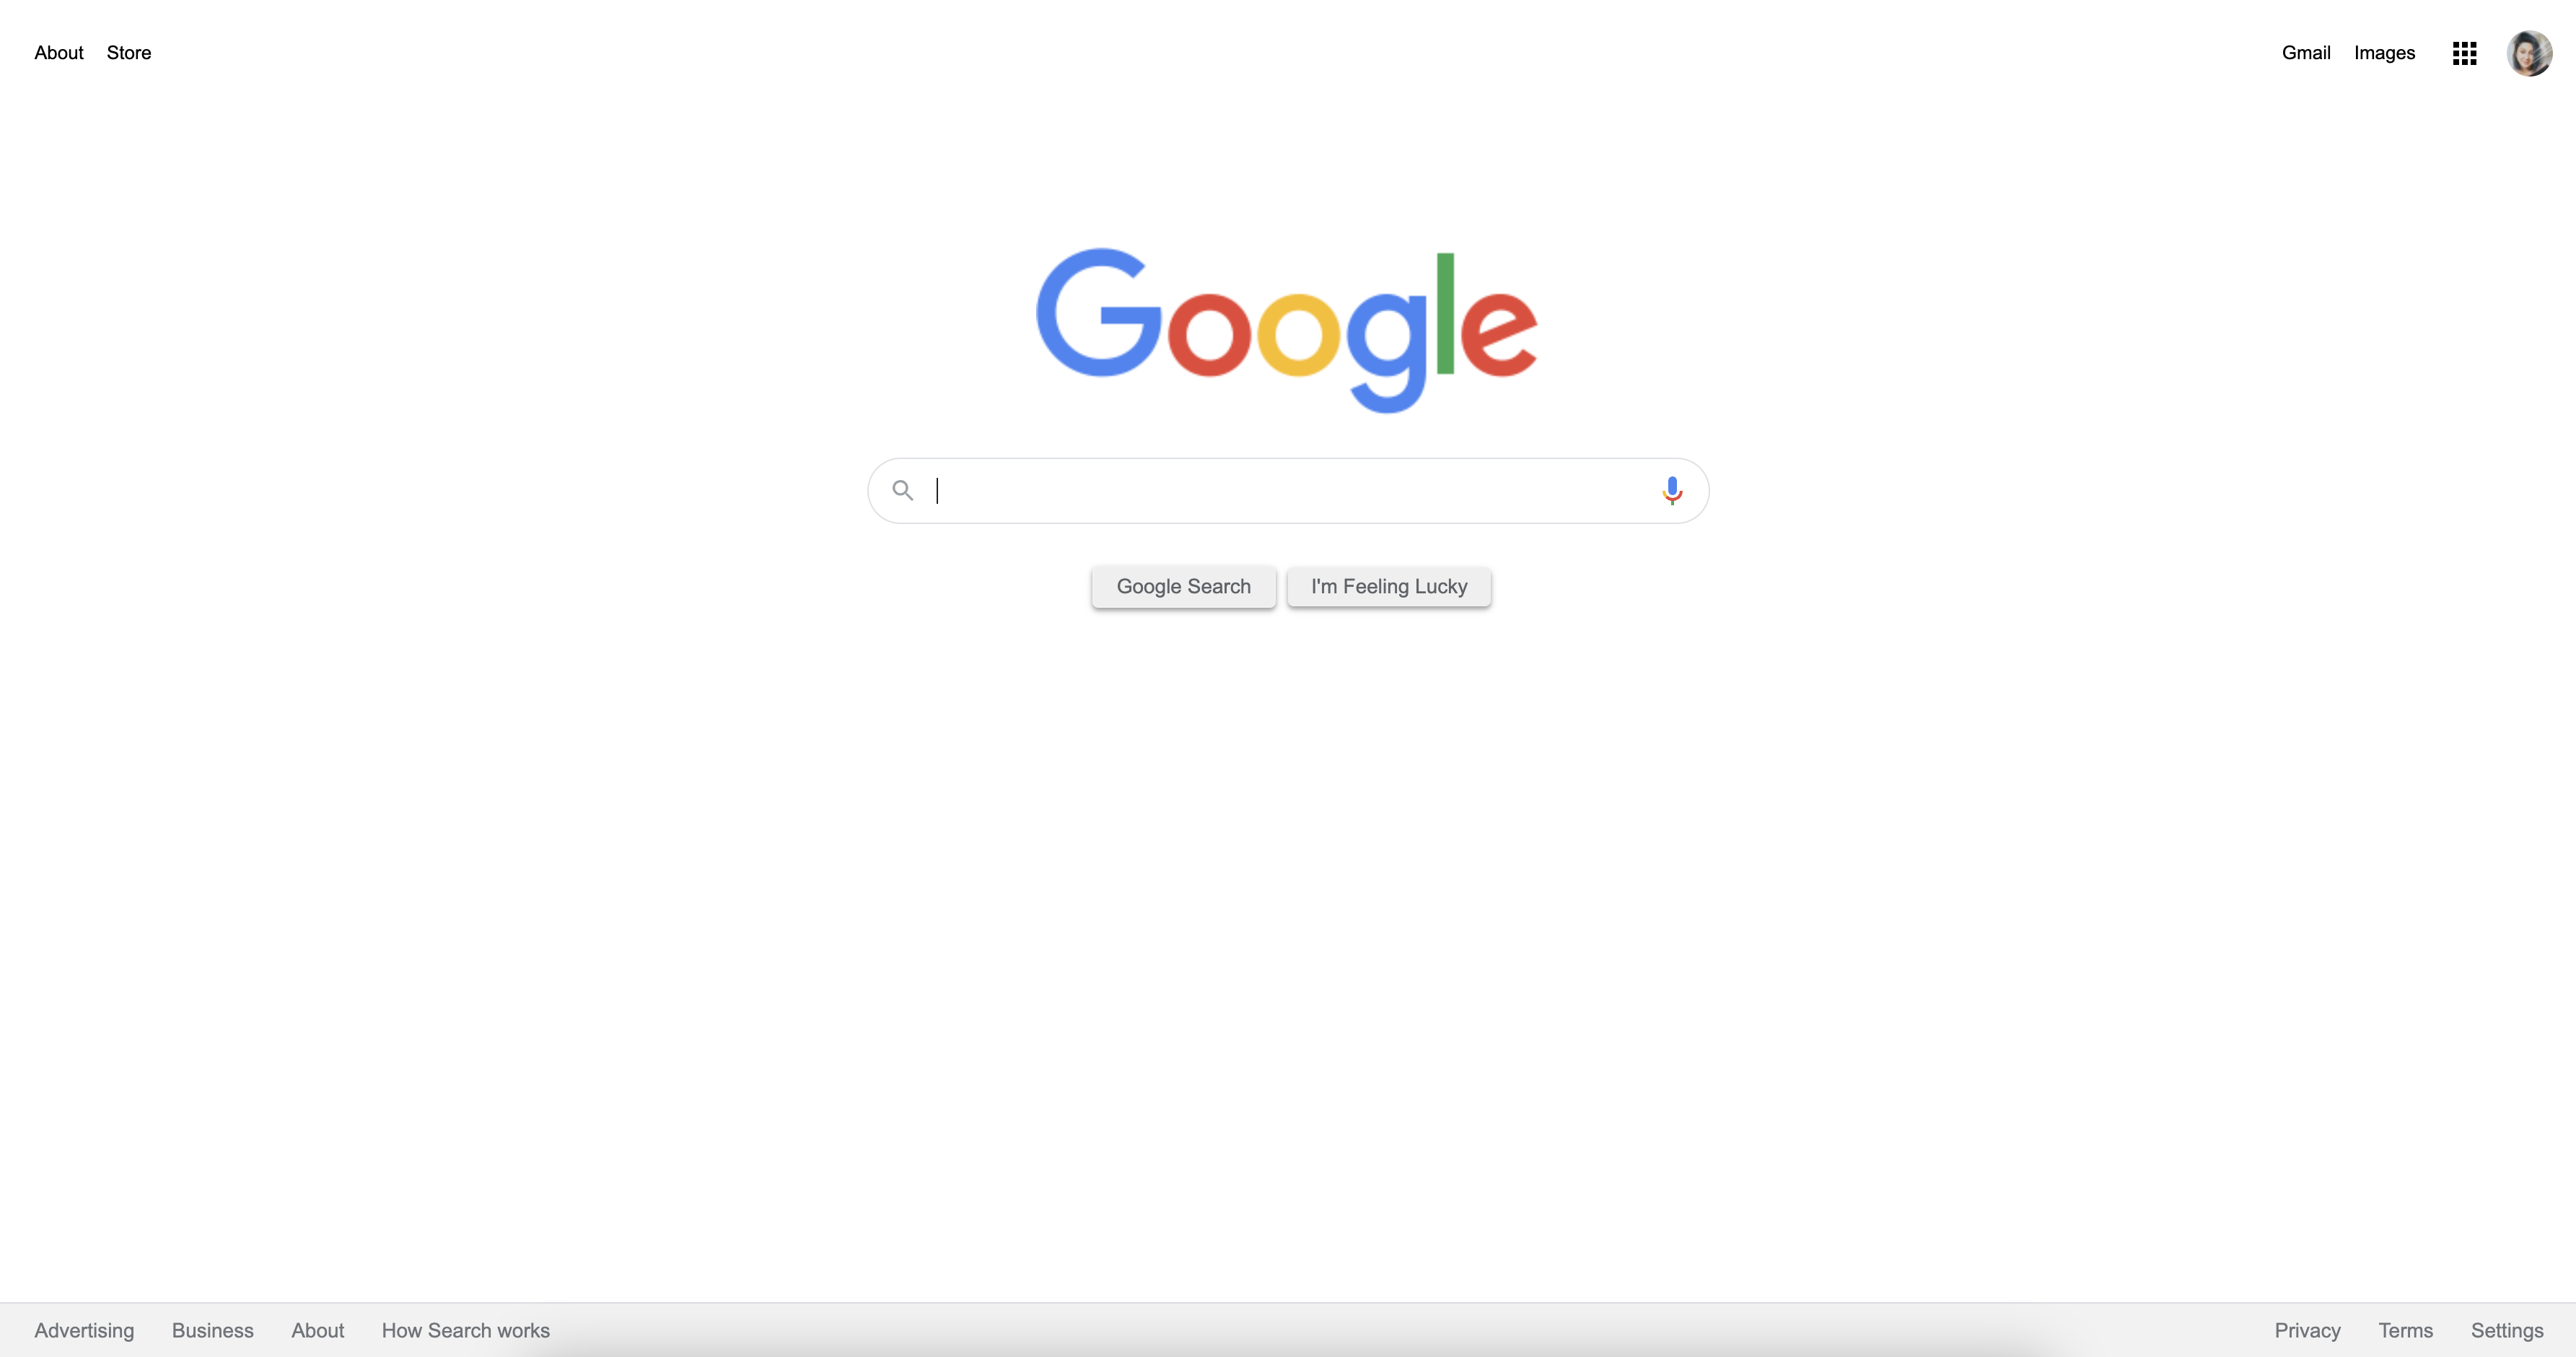 About Store Gmail Images
Google
Google Search I'm Feeling Lucky
Advertising Business About How Search works Privacy Terms Settings